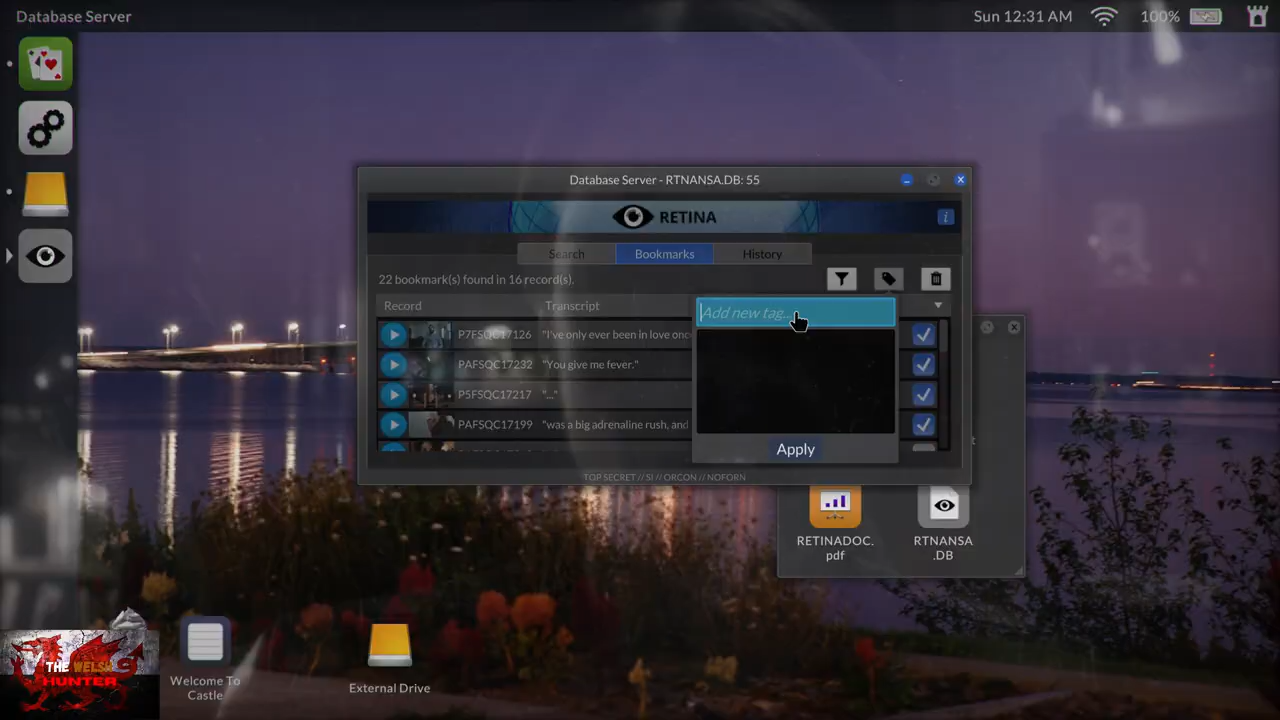 Database Server
Sun 12:31 AM
100%
Database Server - RTNANSA.DB: 55
RETINA
Search
Bookmarks
History
22 bookmark(s) found in 16 record(s).
Record
Transcript
Add new tag...
P7FSQC17126 "I've only ever been in love onc
PAFSQC17232 "You give me fever."
P5FSQC17217 "..."
PAFSQC17199 "was a big adrenaline rush, and
Apply
TOP SECRET // SI // ORCON // NOFORN
RETINADOC.
pdf
RTNANSA
.DB
THE WELSH
HUNTER
Welcome To
Castle
External Drive